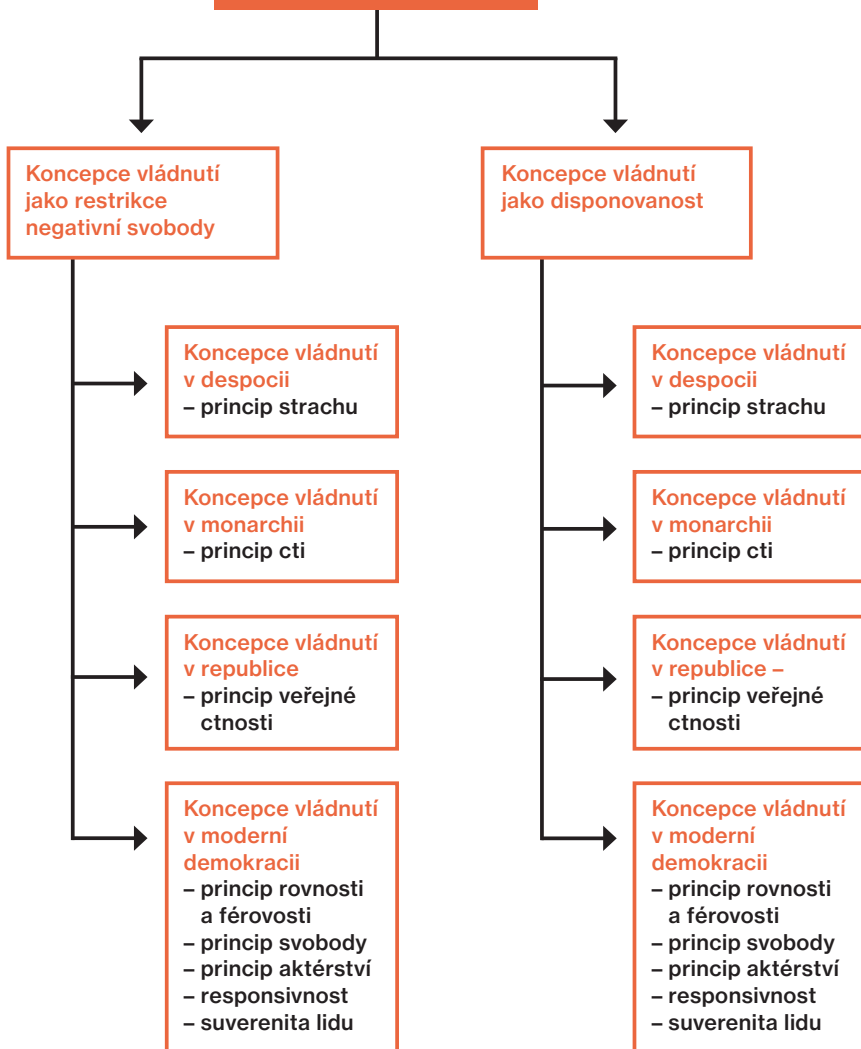 Koncepce vládnutí
jako restrikce
negativní svobody
Koncepce vládnutí
v despocii
– princip strachu
Koncepce vládnutí
v monarchii
– princip cti
Koncepce vládnutí
v republice
– princip veřejné
ctnosti
Koncepce vládnutí
v moderní
demokracii
– princip rovnosti
a férovosti
– princip svobody
– princip aktérství
– responsivnost
– suverenita lidu
Koncepce vládnutí
jako disponovanost
Koncepce vládnutí
v despocii
– princip strachu
Koncepce vládnutí
v monarchii
– princip cti
Koncepce vládnutí
v republice –
– princip veřejné
ctnosti
Koncepce vládnutí
v moderní
demokracii
– princip rovnosti
a férovosti
– princip svobody
– princip aktérství
– responsivnost
– suverenita lidu